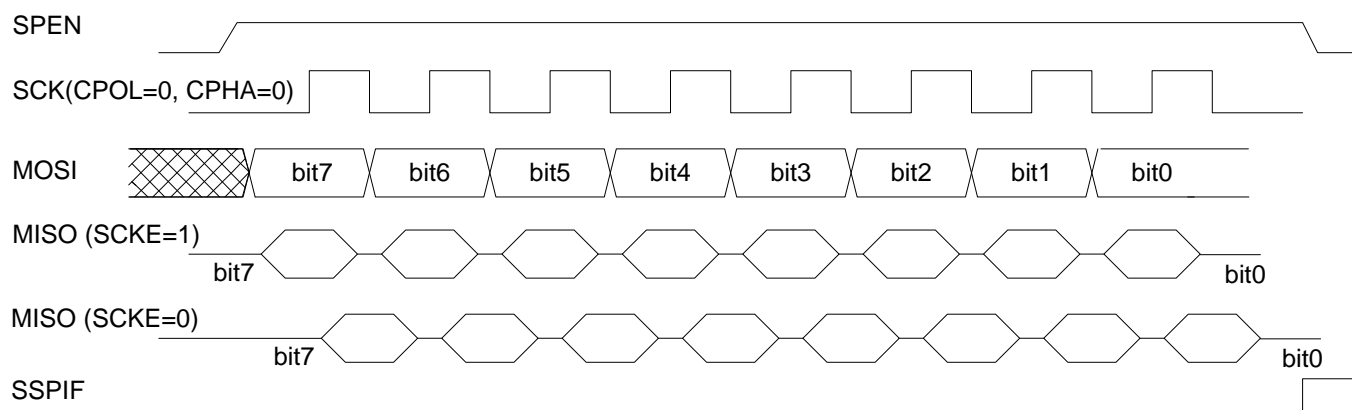 SPEN
SCK(CPOL=0, CPHA=0)
MOSI bit7 bit6 bit5 bit4 bit3 bit2 bit1 bit0
MISO (SCKE=1)
bit7 bit0
MISO (SCKE=0)
bit7 bit0
SSPIF